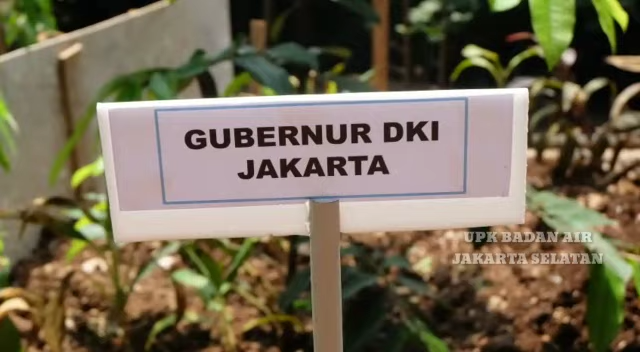 GUBERNUR DKI
JAKARTA
UPK BADAN AIR
JAKARTA SELATAN